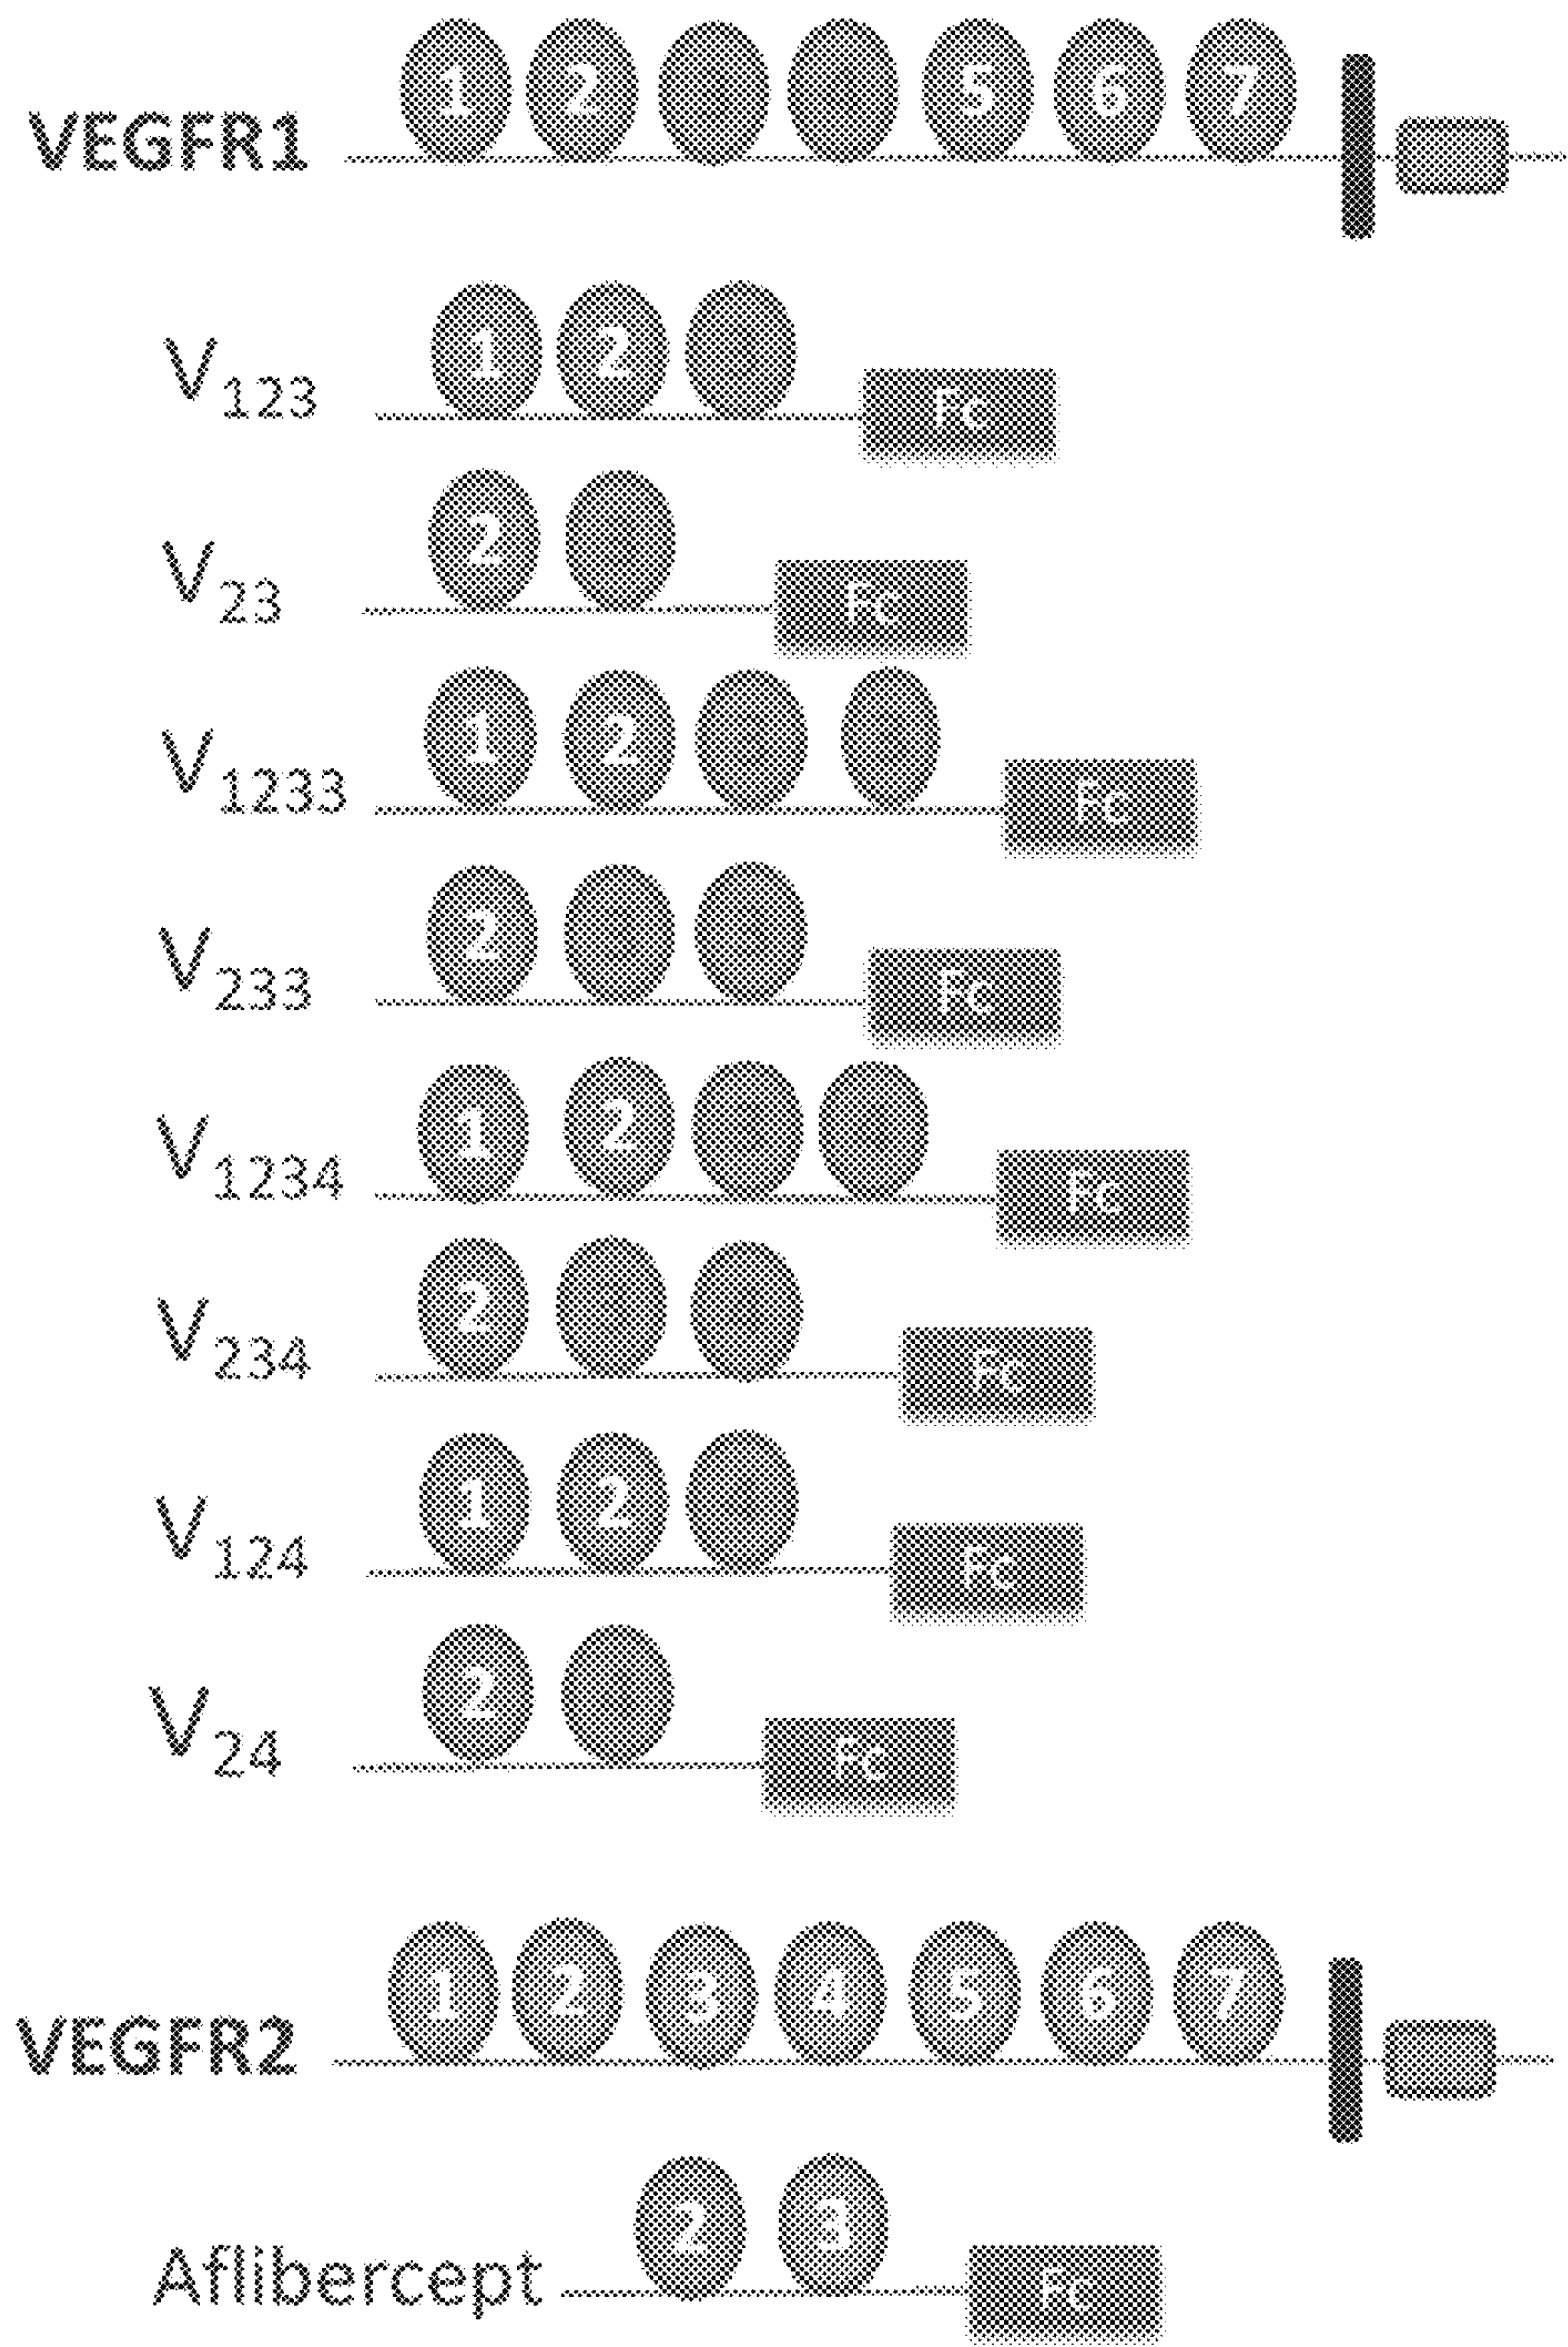 1 2 5 6 7
VEGFR1
1 2
V123 Fc
2
V23 Fc
1 2
V1233 Fc
2
V233 Fc
1 2
V1234 Fc
2
V234 Fc
1 2
V124 Fc
2
V24 Fc
1 2 3 4 5 6 7
VEGFR2
2 3
Aflibercept Fc